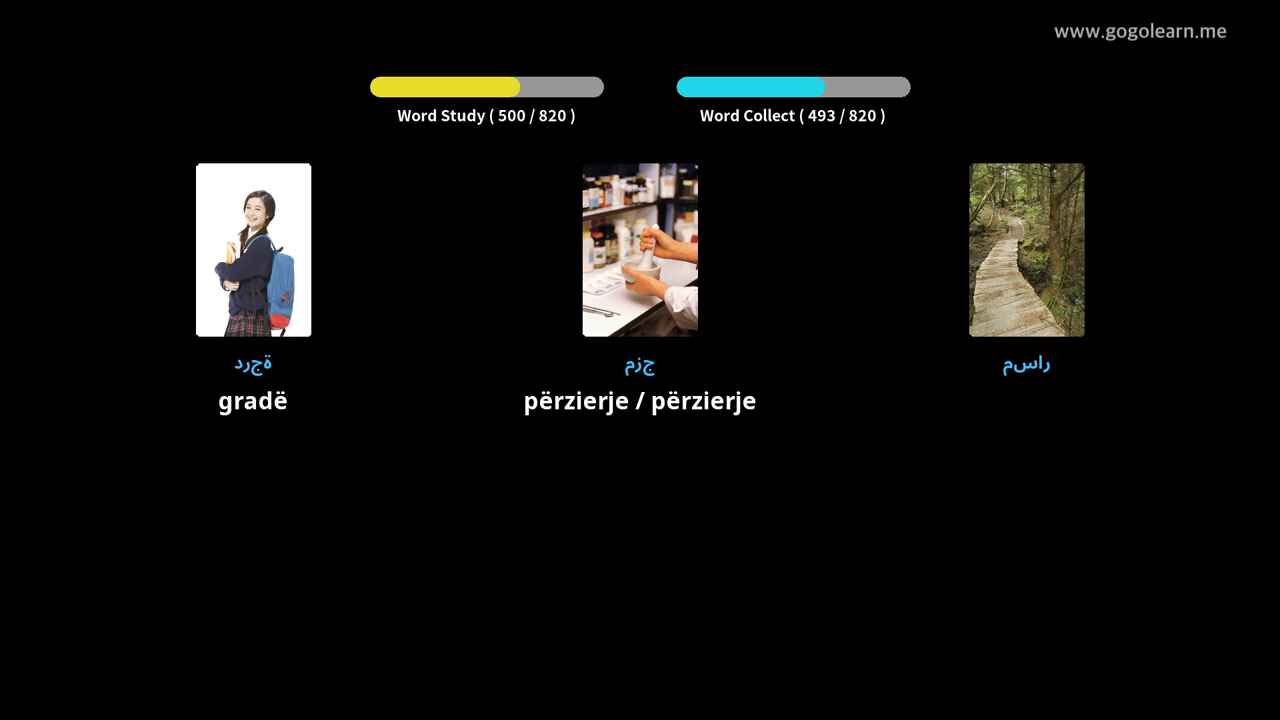 www.gogolearn.me
Word Study ( 500 / 820 )
Word Collect ( 493 / 820 )
درجة
مزج
مسار
gradë
përzierje / përzierje